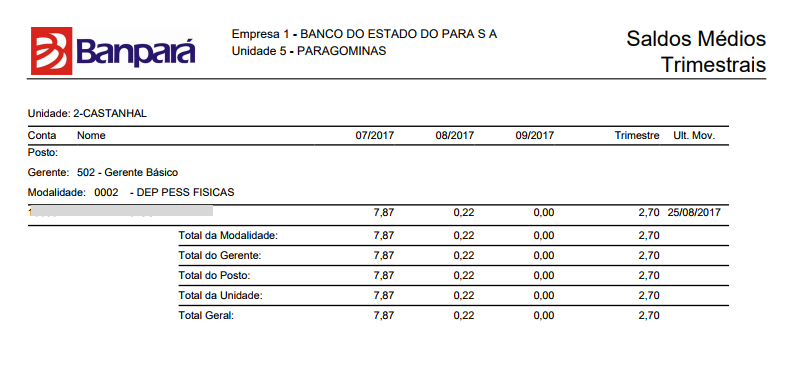 Banpará
Empresa 1 - BANCO DO ESTADO DO PARA S A
Unidade 5 - PARAGOMINAS
Saldos Médios
Trimestrais
Unidade: 2-CASTANHAL
Conta Nome 07/2017 08/2017 09/2017 Trimestre Ult. Mov.
Posto:
Gerente: 502 - Gerente Básico
Modalidade: 0002 - DEP PESS FISICAS
7,87 0,22 0,00 2,70 25/08/2017
Total da Modalidade: 7,87 0,22 0,00 2,70
Total do Gerente: 7,87 0,22 0,00 2,70
Total do Posto: 7,87 0,22 0,00 2,70
Total da Unidade: 7,87 0,22 0,00 2,70
Total Geral: 7,87 0,22 0,00 2,70